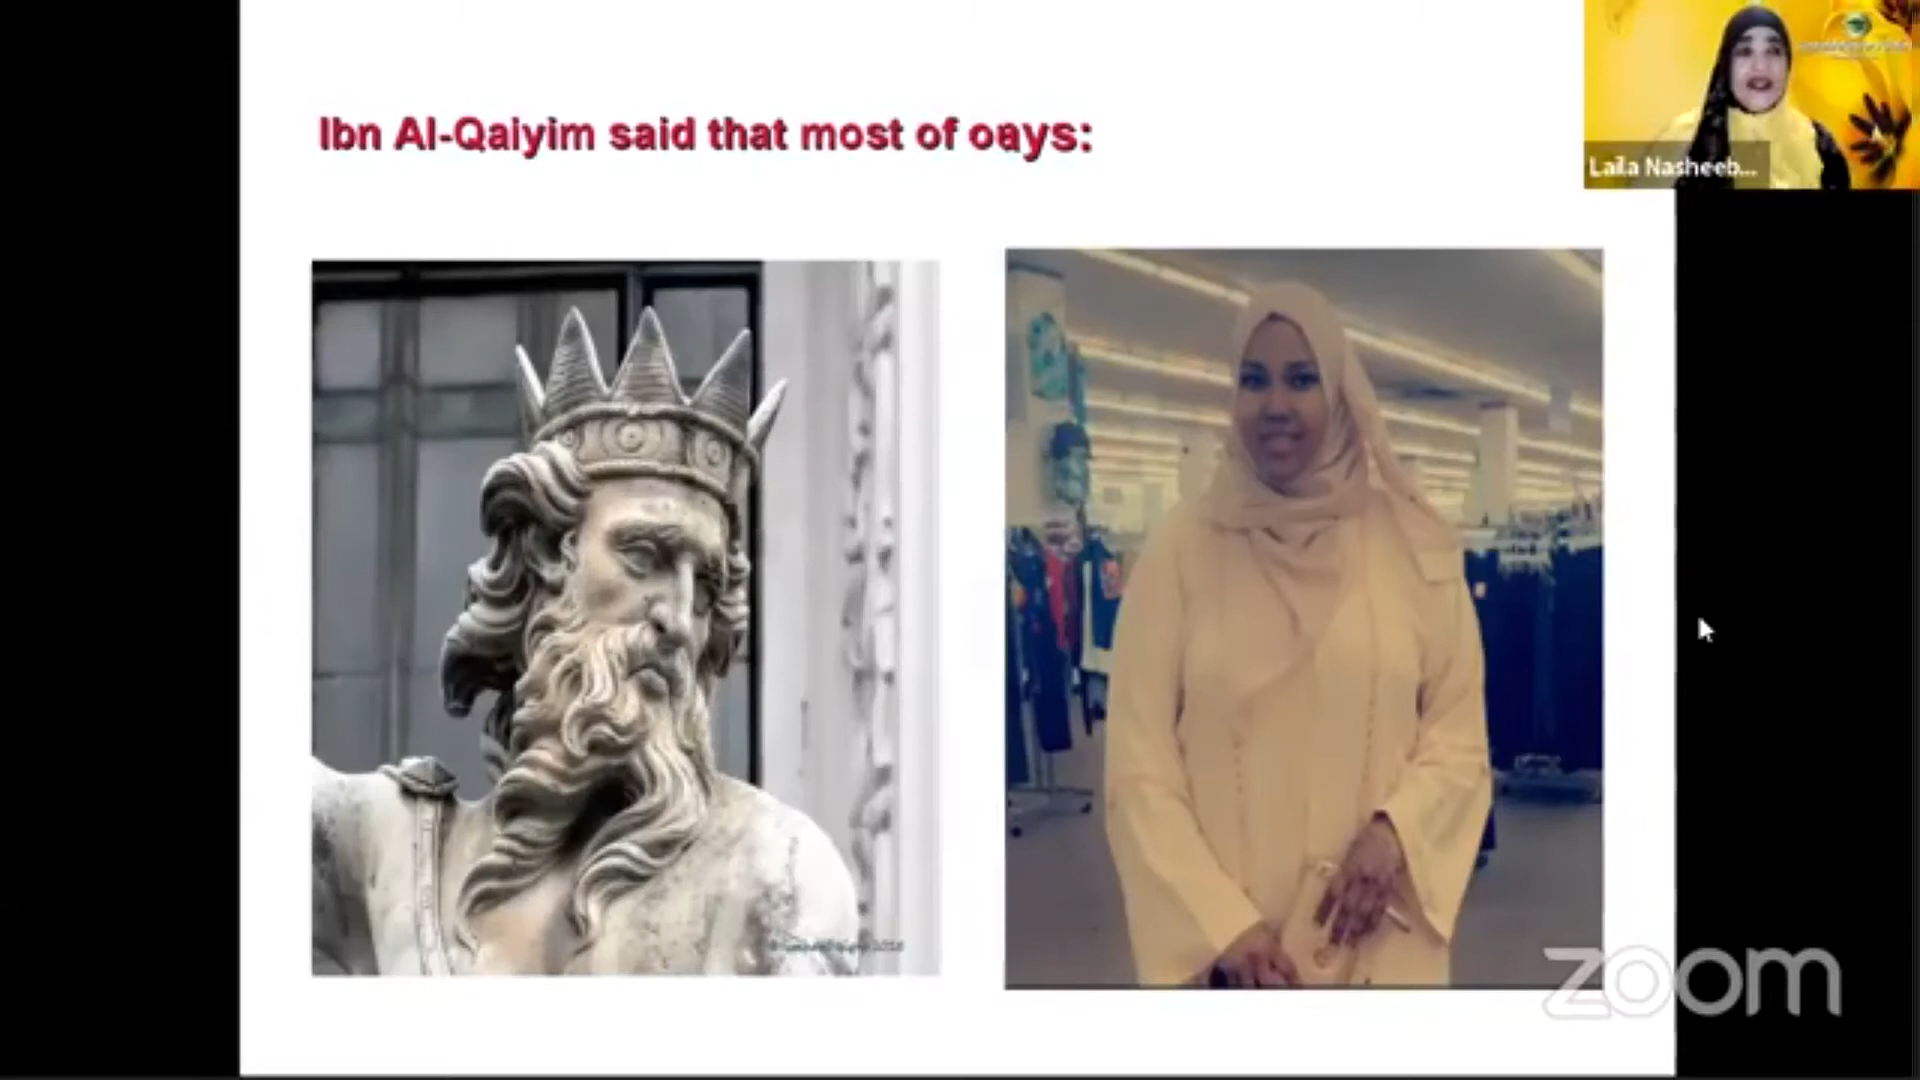 Ibn Al-Qaiyim said that most of oays:
Laila Nasheeb...
zoom